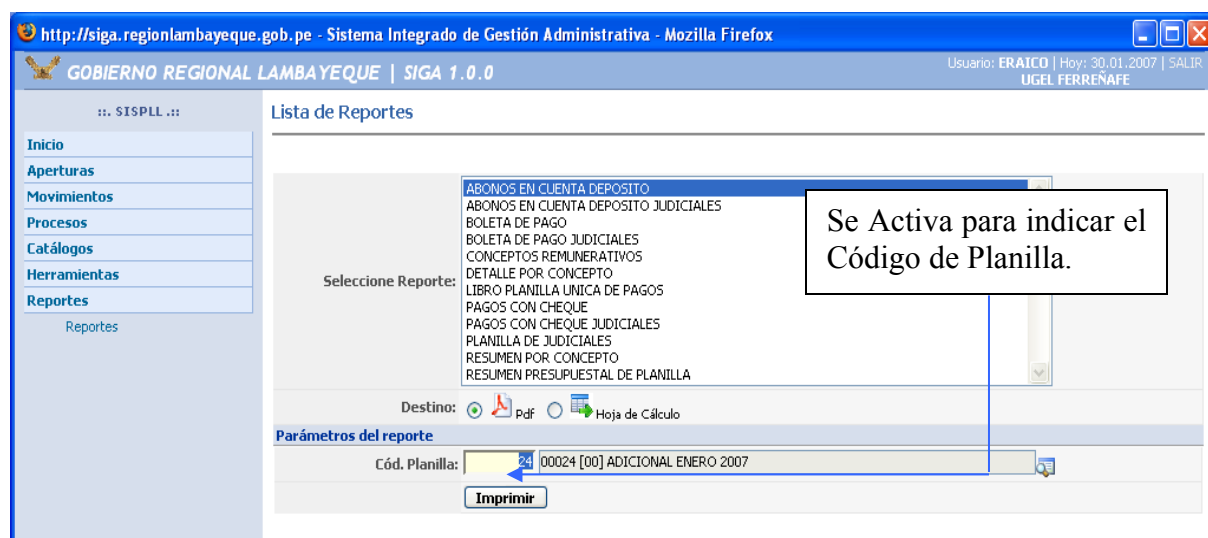 http://siga.regionlambayeque.gob.pe - Sistema Integrado de Gestión Administrativa - Mozilla Firefox
GOBIERNO REGIONAL LAMBAYEQUE | SIGA 1.0.0
Usuario: ERAICO | Hoy: 30.01.2007 | SALIR
UGEL FERREÑAFE
::. SISPLL .::
Inicio
Aperturas
Movimientos
Procesos
Catálogos
Herramientas
Reportes
Reportes
Lista de Reportes
Seleccione Reporte:
ABONOS EN CUENTA DEPOSITO
ABONOS EN CUENTA DEPOSITO JUDICIALES
BOLETA DE PAGO
BOLETA DE PAGO JUDICIALES
CONCEPTOS REMUNERATIVOS
DETALLE POR CONCEPTO
LIBRO PLANILLA UNICA DE PAGOS
PAGOS CON CHEQUE
PAGOS CON CHEQUE JUDICIALES
PLANILLA DE JUDICIALES
RESUMEN POR CONCEPTO
RESUMEN PRESUPUESTAL DE PLANILLA
Se Activa para indicar el
Código de Planilla.
Destino: Pdf Hoja de Cálculo
Parámetros del reporte
Cód. Planilla: 24 00024 [00] ADICIONAL ENERO 2007
Imprimir